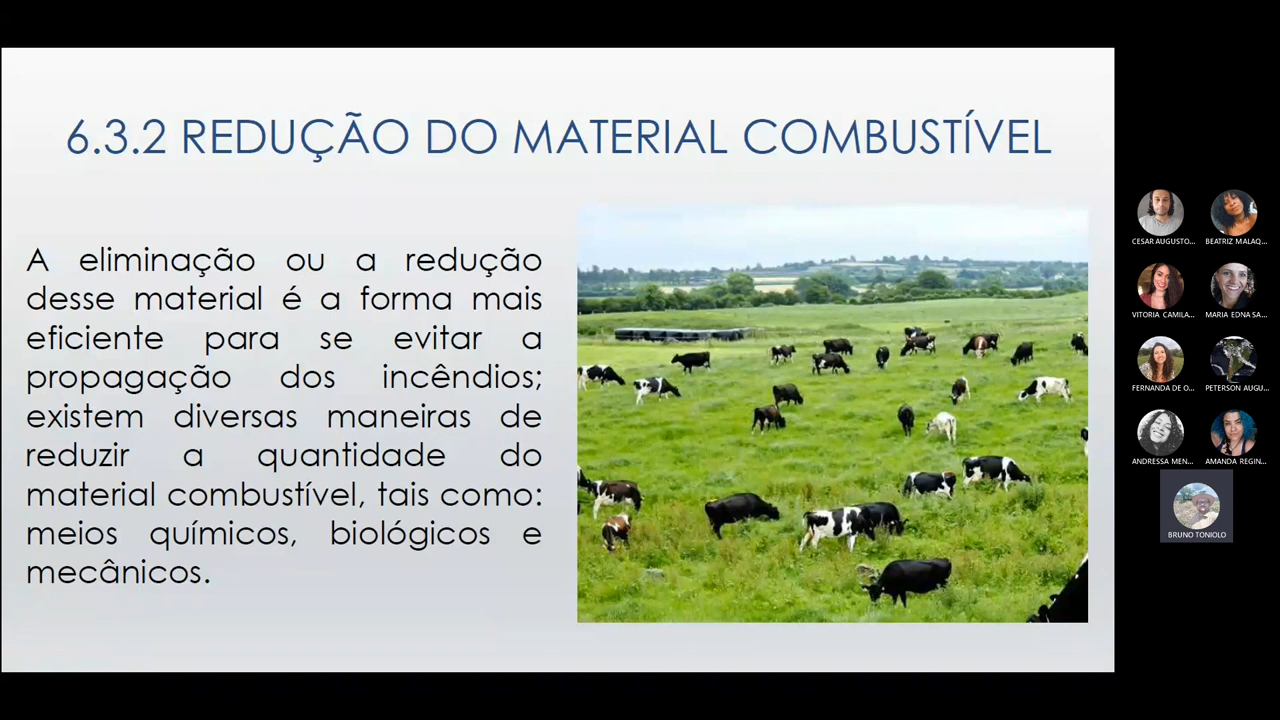 6.3.2 REDUÇÃO DO MATERIAL COMBUSTÍVEL
A eliminação ou a redução
desse material é a forma mais
eficiente para se evitar a
propagação dos incêndios;
existem diversas maneiras de
reduzir a quantidade do
material combustível, tais como:
meios químicos, biológicos e
mecânicos.
CESAR AUGUSTO...
BEATRIZ MALAQ...
VITORIA CAMILA...
MARIA EDNA SA...
FERNANDA DE O...
PETERSON AUGU...
ANDRESSA MEN...
AMANDA REGIN...
BRUNO TONIOLO